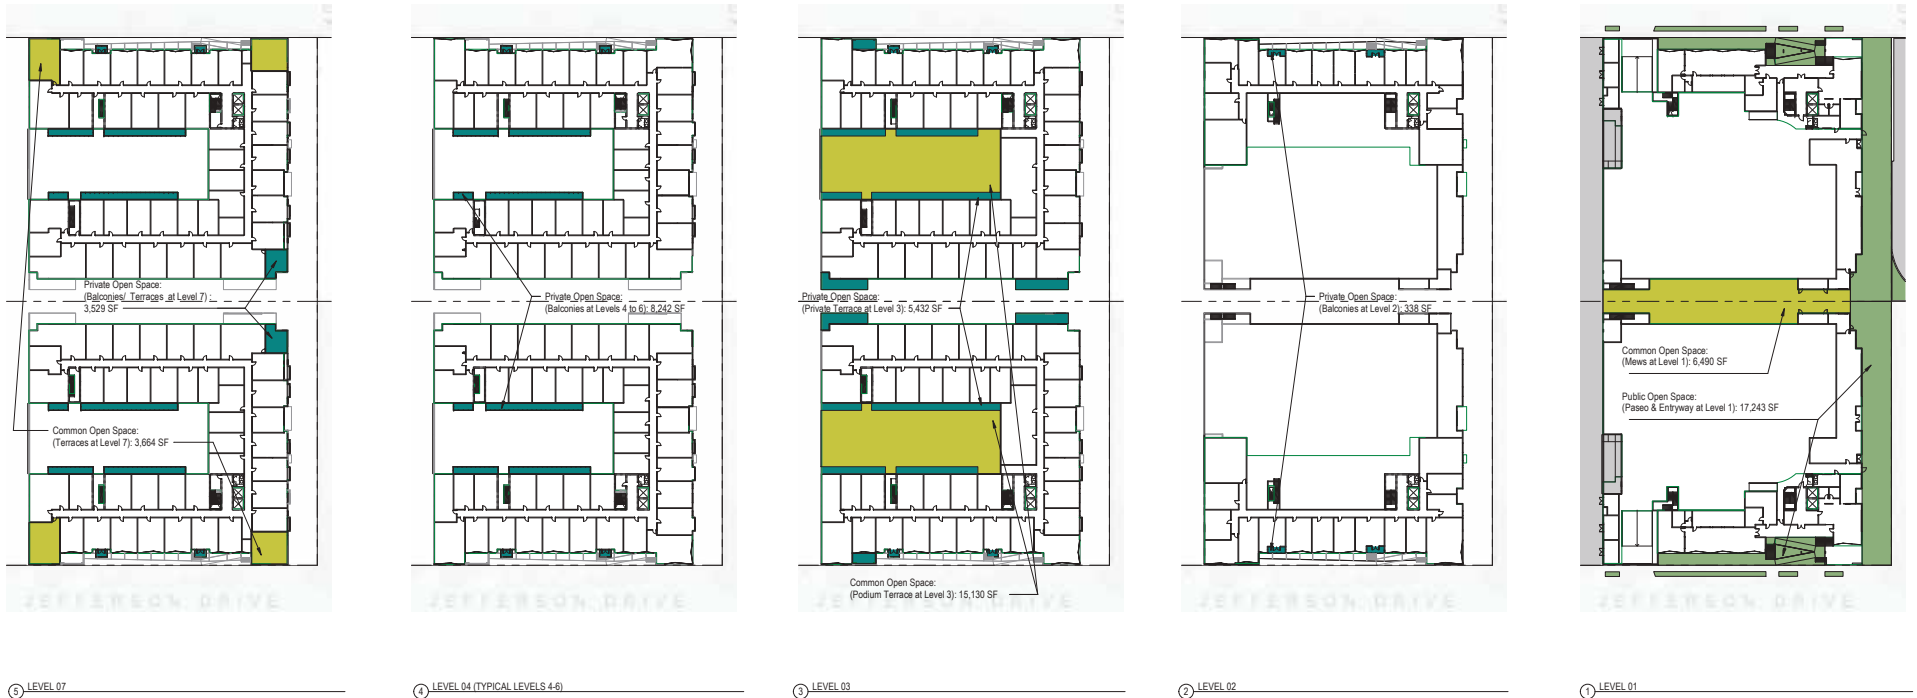 Private Open Space:
(Balconies/ Terraces at Level 7) :
3,529 SF
Common Open Space:
(Terraces at Level 7): 3,664 SF
5 LEVEL 07
Private Open Space:
(Balconies at Levels 4 to 6): 8,242 SF
JEFFERSON DRIVE
4 LEVEL 04 (TYPICAL LEVELS 4-6)
Private Open Space:
(Private Terrace at Level 3): 5,432 SF
Common Open Space:
(Podium Terrace at Level 3): 15,130 SF
JEFFERSON DRIVE
3 LEVEL 03
Private Open Space:
(Balconies at Level 2): 338 SF
JEFFERSON DRIVE
2 LEVEL 02
Common Open Space:
(Mews at Level 1): 6,490 SF
Public Open Space:
(Paseo & Entryway at Level 1): 17,243 SF
JEFFERSON DRIVE
1 LEVEL 01
JEFFERSON DRIVE